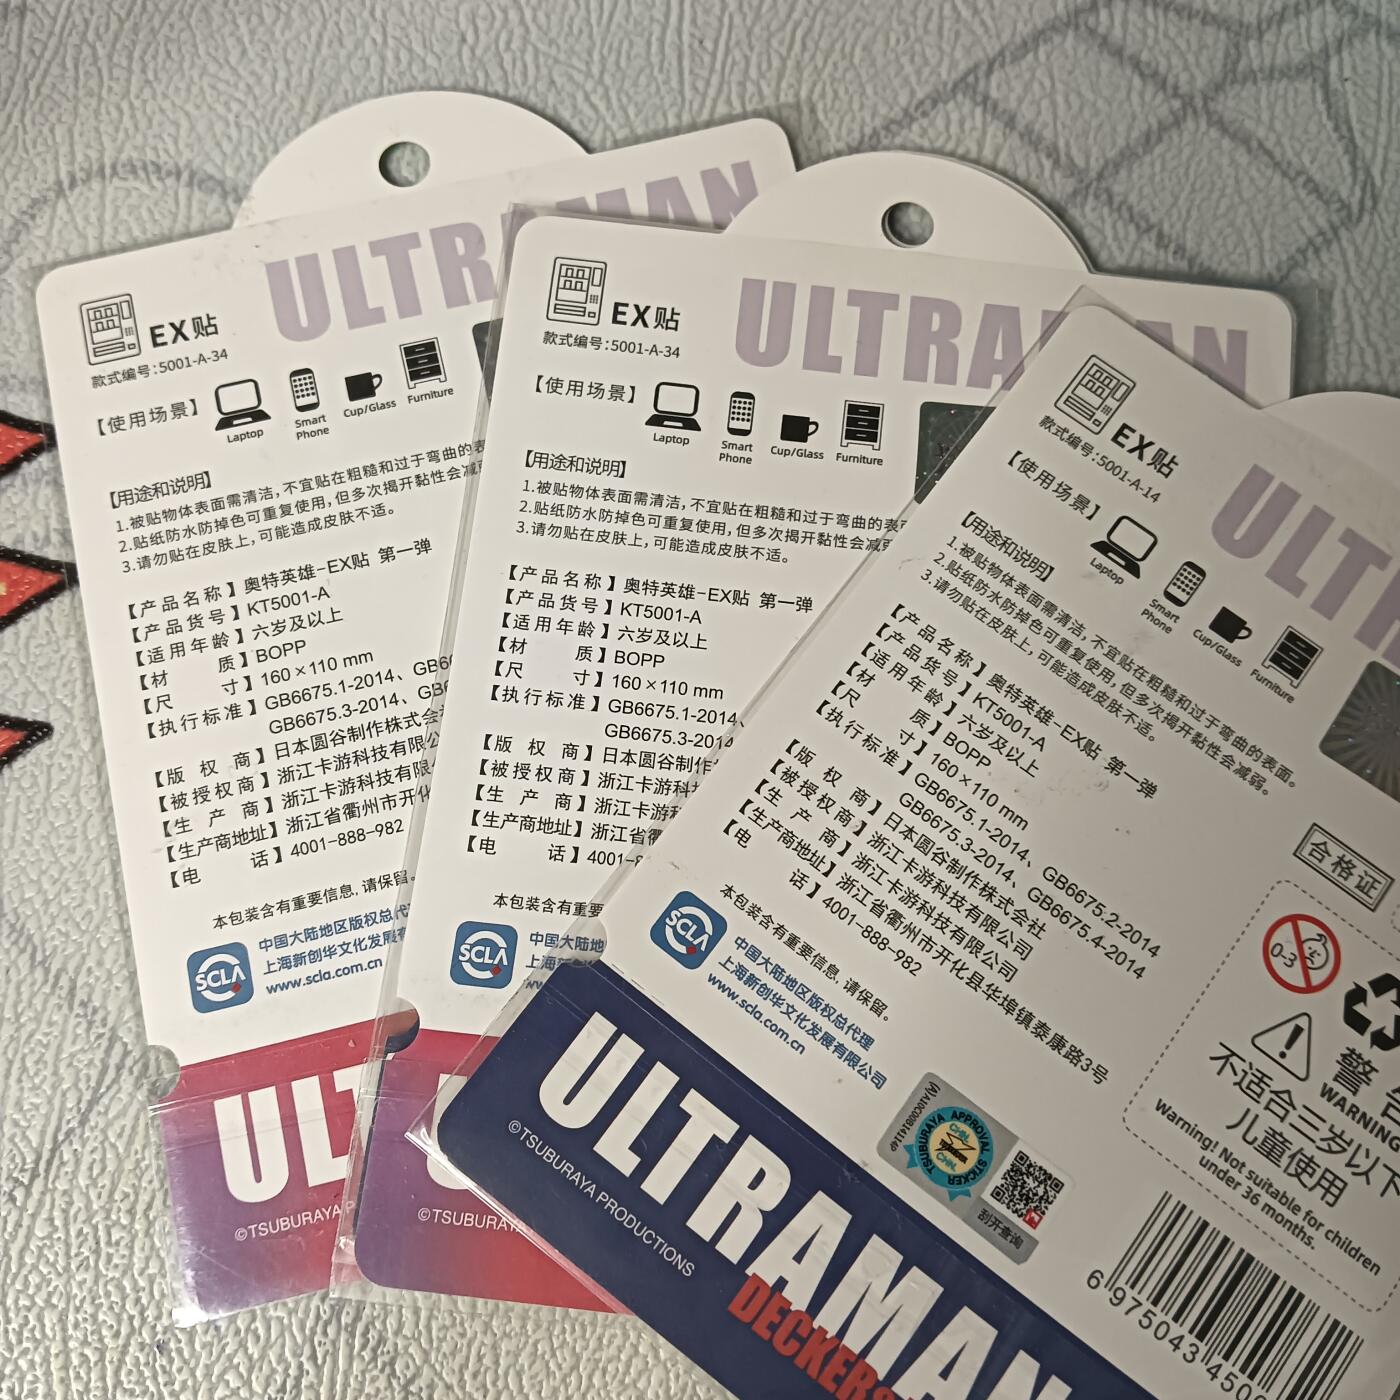 ULTRAMAN
EX贴
款式编号:5001-A-34
【使用场景】
Laptop
Smart Phone
Cup/Glass
Furniture
【用途和说明】
1.被贴物体表面需清洁,不宜贴在粗糙和过于弯曲的表
2.贴纸防水防掉色可重复使用,但多次揭开黏性会减
3.请勿贴在皮肤上,可能造成皮肤不适。
【产品名称】奥特英雄-EX贴 第一弹
【产品货号】KT5001-A
【适用年龄】六岁及以上
【材 质】BOPP
【尺 寸】160×110 mm
【执行标准】GB6675.1-2014、GB6
GB6675.3-2014、GB
【版 权 商】日本圆谷制作株式会
【被授权商】浙江卡游科技有限公
【生 产 商】浙江卡游科技有限
【生产商地址】浙江省衢州市开化
【电 话】4001-888-982
本包装含有重要信息,请保留。
SCLA
中国大陆地区版权总代理
上海新创华文化发展有
www.scla.com.cn
ULT
©TSUBURAYA P
ULTRAMAN
EX贴
款式编号:5001-A-34
【使用场景】
Laptop
Smart Phone
Cup/Glass
Furniture
【用途和说明】
1.被贴物体表面需清洁,不宜贴在粗糙和过于弯曲的表
2.贴纸防水防掉色可重复使用,但多次揭开黏性会减
3.请勿贴在皮肤上,可能造成皮肤不适。
【产品名称】奥特英雄-EX贴 第一弹
【产品货号】KT5001-A
【适用年龄】六岁及以上
【材 质】BOPP
【尺 寸】160×110 mm
【执行标准】GB6675.1-2014、
GB6675.3-2014
【版 权 商】日本圆谷制作
【被授权商】浙江卡游科
【生 产 商】浙江卡游
【生产商地址】浙江省衢
【电 话】4001-8
本包装含有重要
SCLA
中国大陆地
上海新
©TSUBURAYA
ULT
EX贴
款式编号:5001-A-14
【使用场景】
Laptop
Smart Phone
Cup/Glass
Furniture
【用途和说明】
1.被贴物体表面需清洁,不宜贴在粗糙和过于弯曲的表面。
2.贴纸防水防掉色可重复使用,但多次揭开黏性会减弱。
3.请勿贴在皮肤上,可能造成皮肤不适。
【产品名称】奥特英雄-EX贴 第一弹
【产品货号】KT5001-A
【适用年龄】六岁及以上
【材 质】BOPP
【尺 寸】160×110 mm
【执行标准】GB6675.1-2014、GB6675.2-2014
GB6675.3-2014、GB6675.4-2014
【版 权 商】日本圆谷制作株式会社
【被授权商】浙江卡游科技有限公司
【生 产 商】浙江卡游科技有限公司
【生产商地址】浙江省衢州市开化县华埠镇泰康路3号
【电 话】4001-888-982
本包装含有重要信息,请保留。
SCLA
中国大陆地区版权总代理
上海新创华文化发展有限公司
www.scla.com.cn
合格证
0-3
警
WARNING
不适合三岁以下
儿童使用
Warning! Not suitable for children
under 36 months.
TSUBURAYA APPROVAL STICKER
刮开查询
6 975043 450
ULTRAMAN
DECKER
©TSUBURAYA PRODUCTIONS